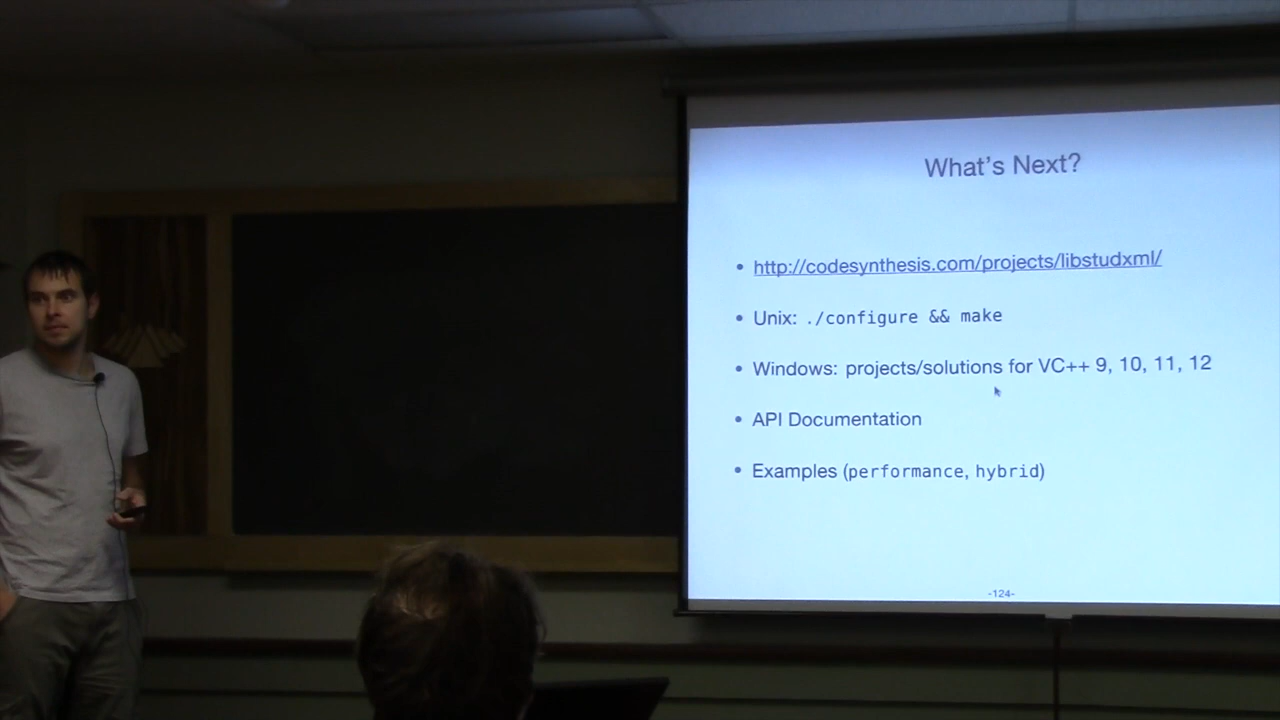 What's Next?
• http://codesynthesis.com/projects/libstudxml/
• Unix: ./configure && make
• Windows: projects/solutions for VC++ 9, 10, 11, 12
• API Documentation
• Examples (performance, hybrid)
-124-